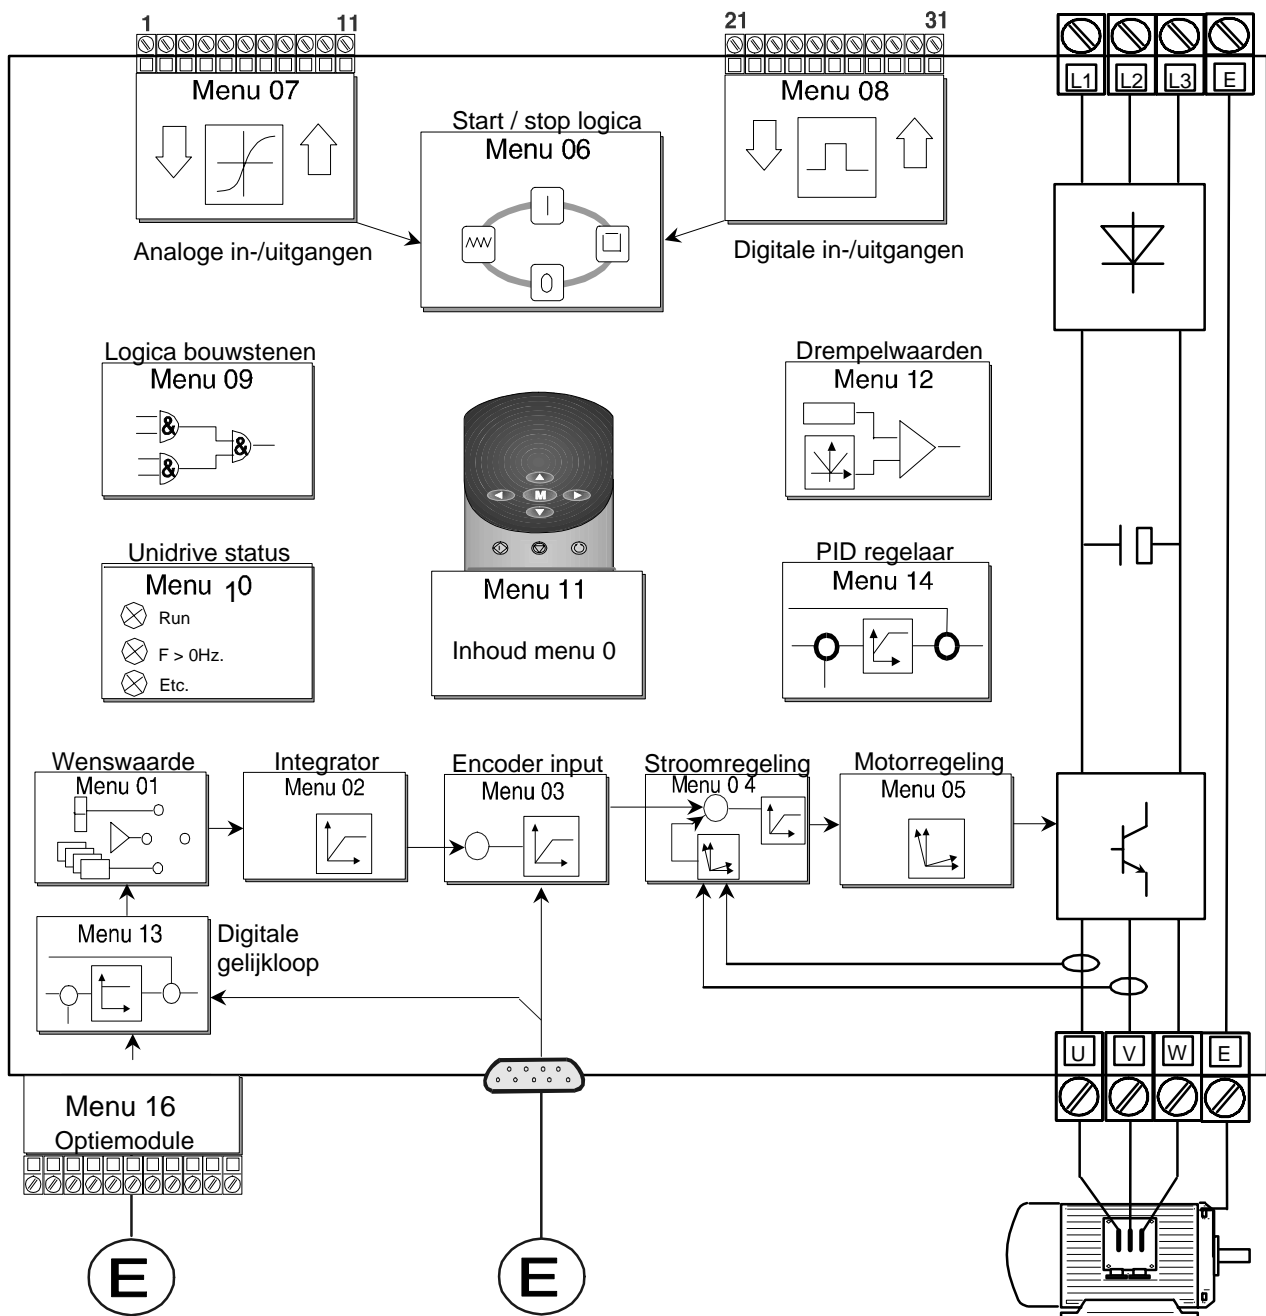 1 11
21 31
L1 L2 L3 E
Menu 07
Menu 08
Start / stop logica
Menu 06
Analoge in-/uitgangen
Digitale in-/uitgangen
Logica bouwstenen
Menu 09
&
&
&
Drempelwaarden
Menu 12
M
Unidrive status
Menu 10
Run
F > 0Hz.
Etc.
Menu 11
Inhoud menu 0
PID regelaar
Menu 14
Wenswaarde
Menu 01
Integrator
Menu 02
Encoder input
Menu 03
Stroomregeling
Menu 0 4
Motorregeling
Menu 05
Menu 13
Digitale
gelijkloop
U V W E
Menu 16
Optiemodule
E
E